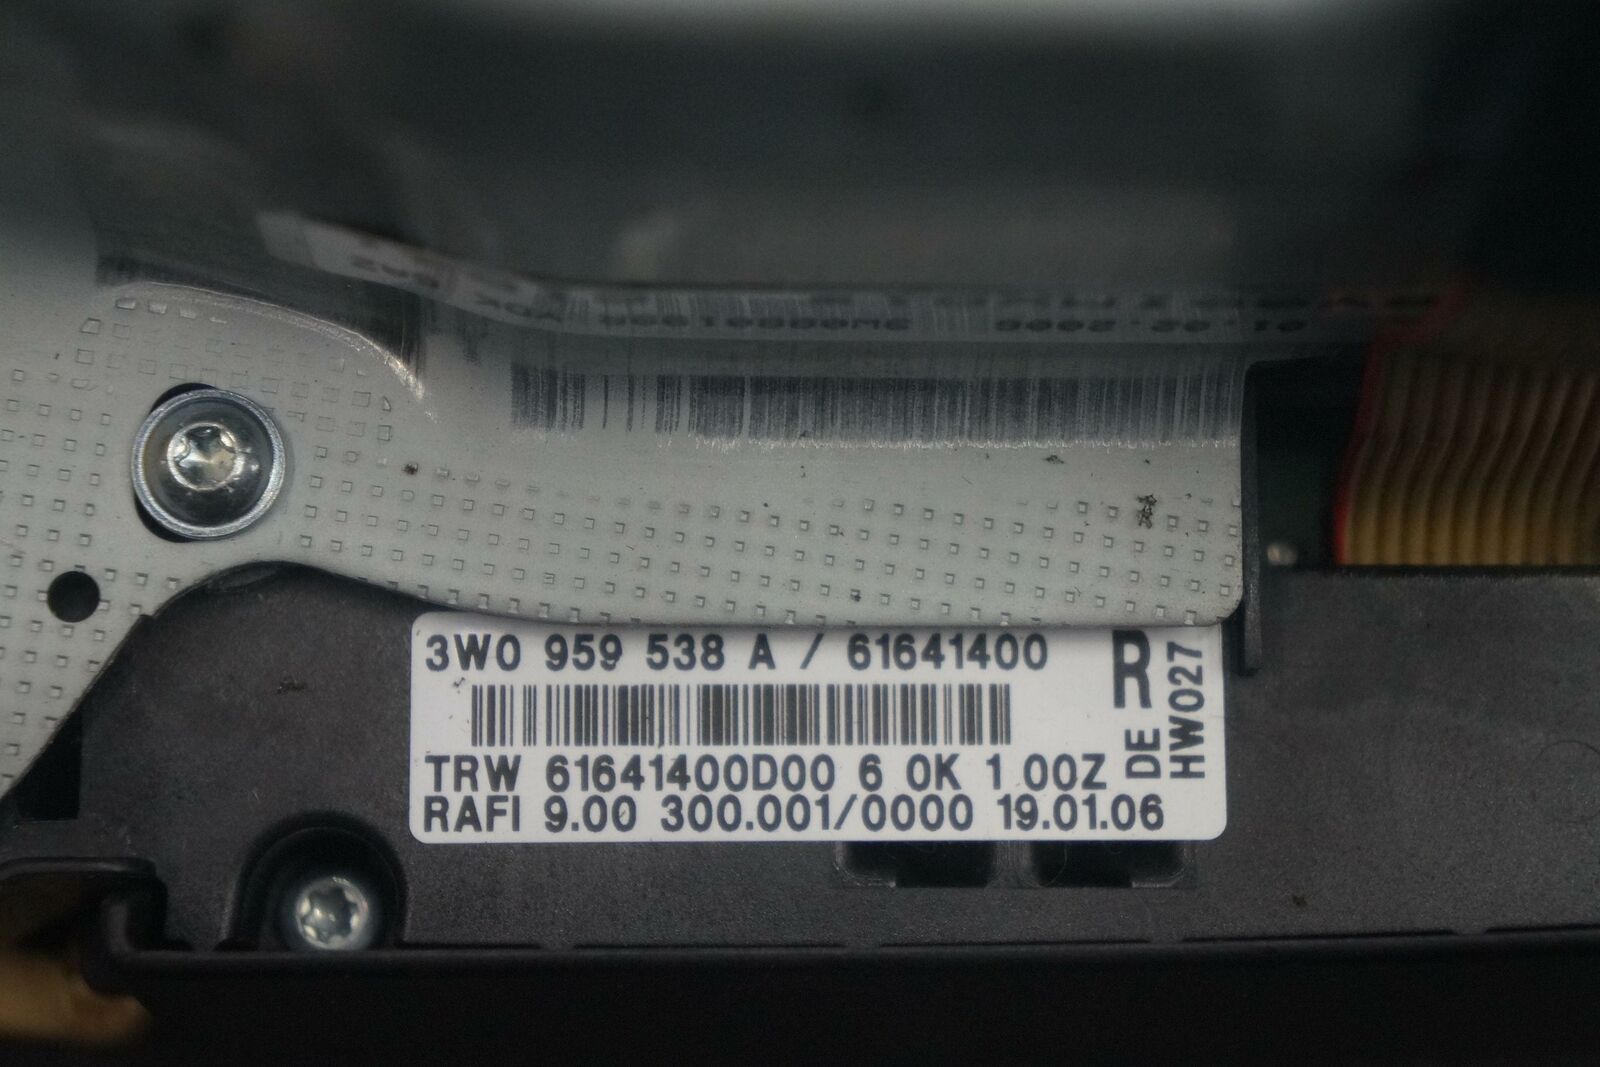 3W0 959 538 A / 61641400
TRW 61641400D00 6 0K 1.00Z
RAFI 9.00 300.001/0000 19.01.06
R
DE
HW027